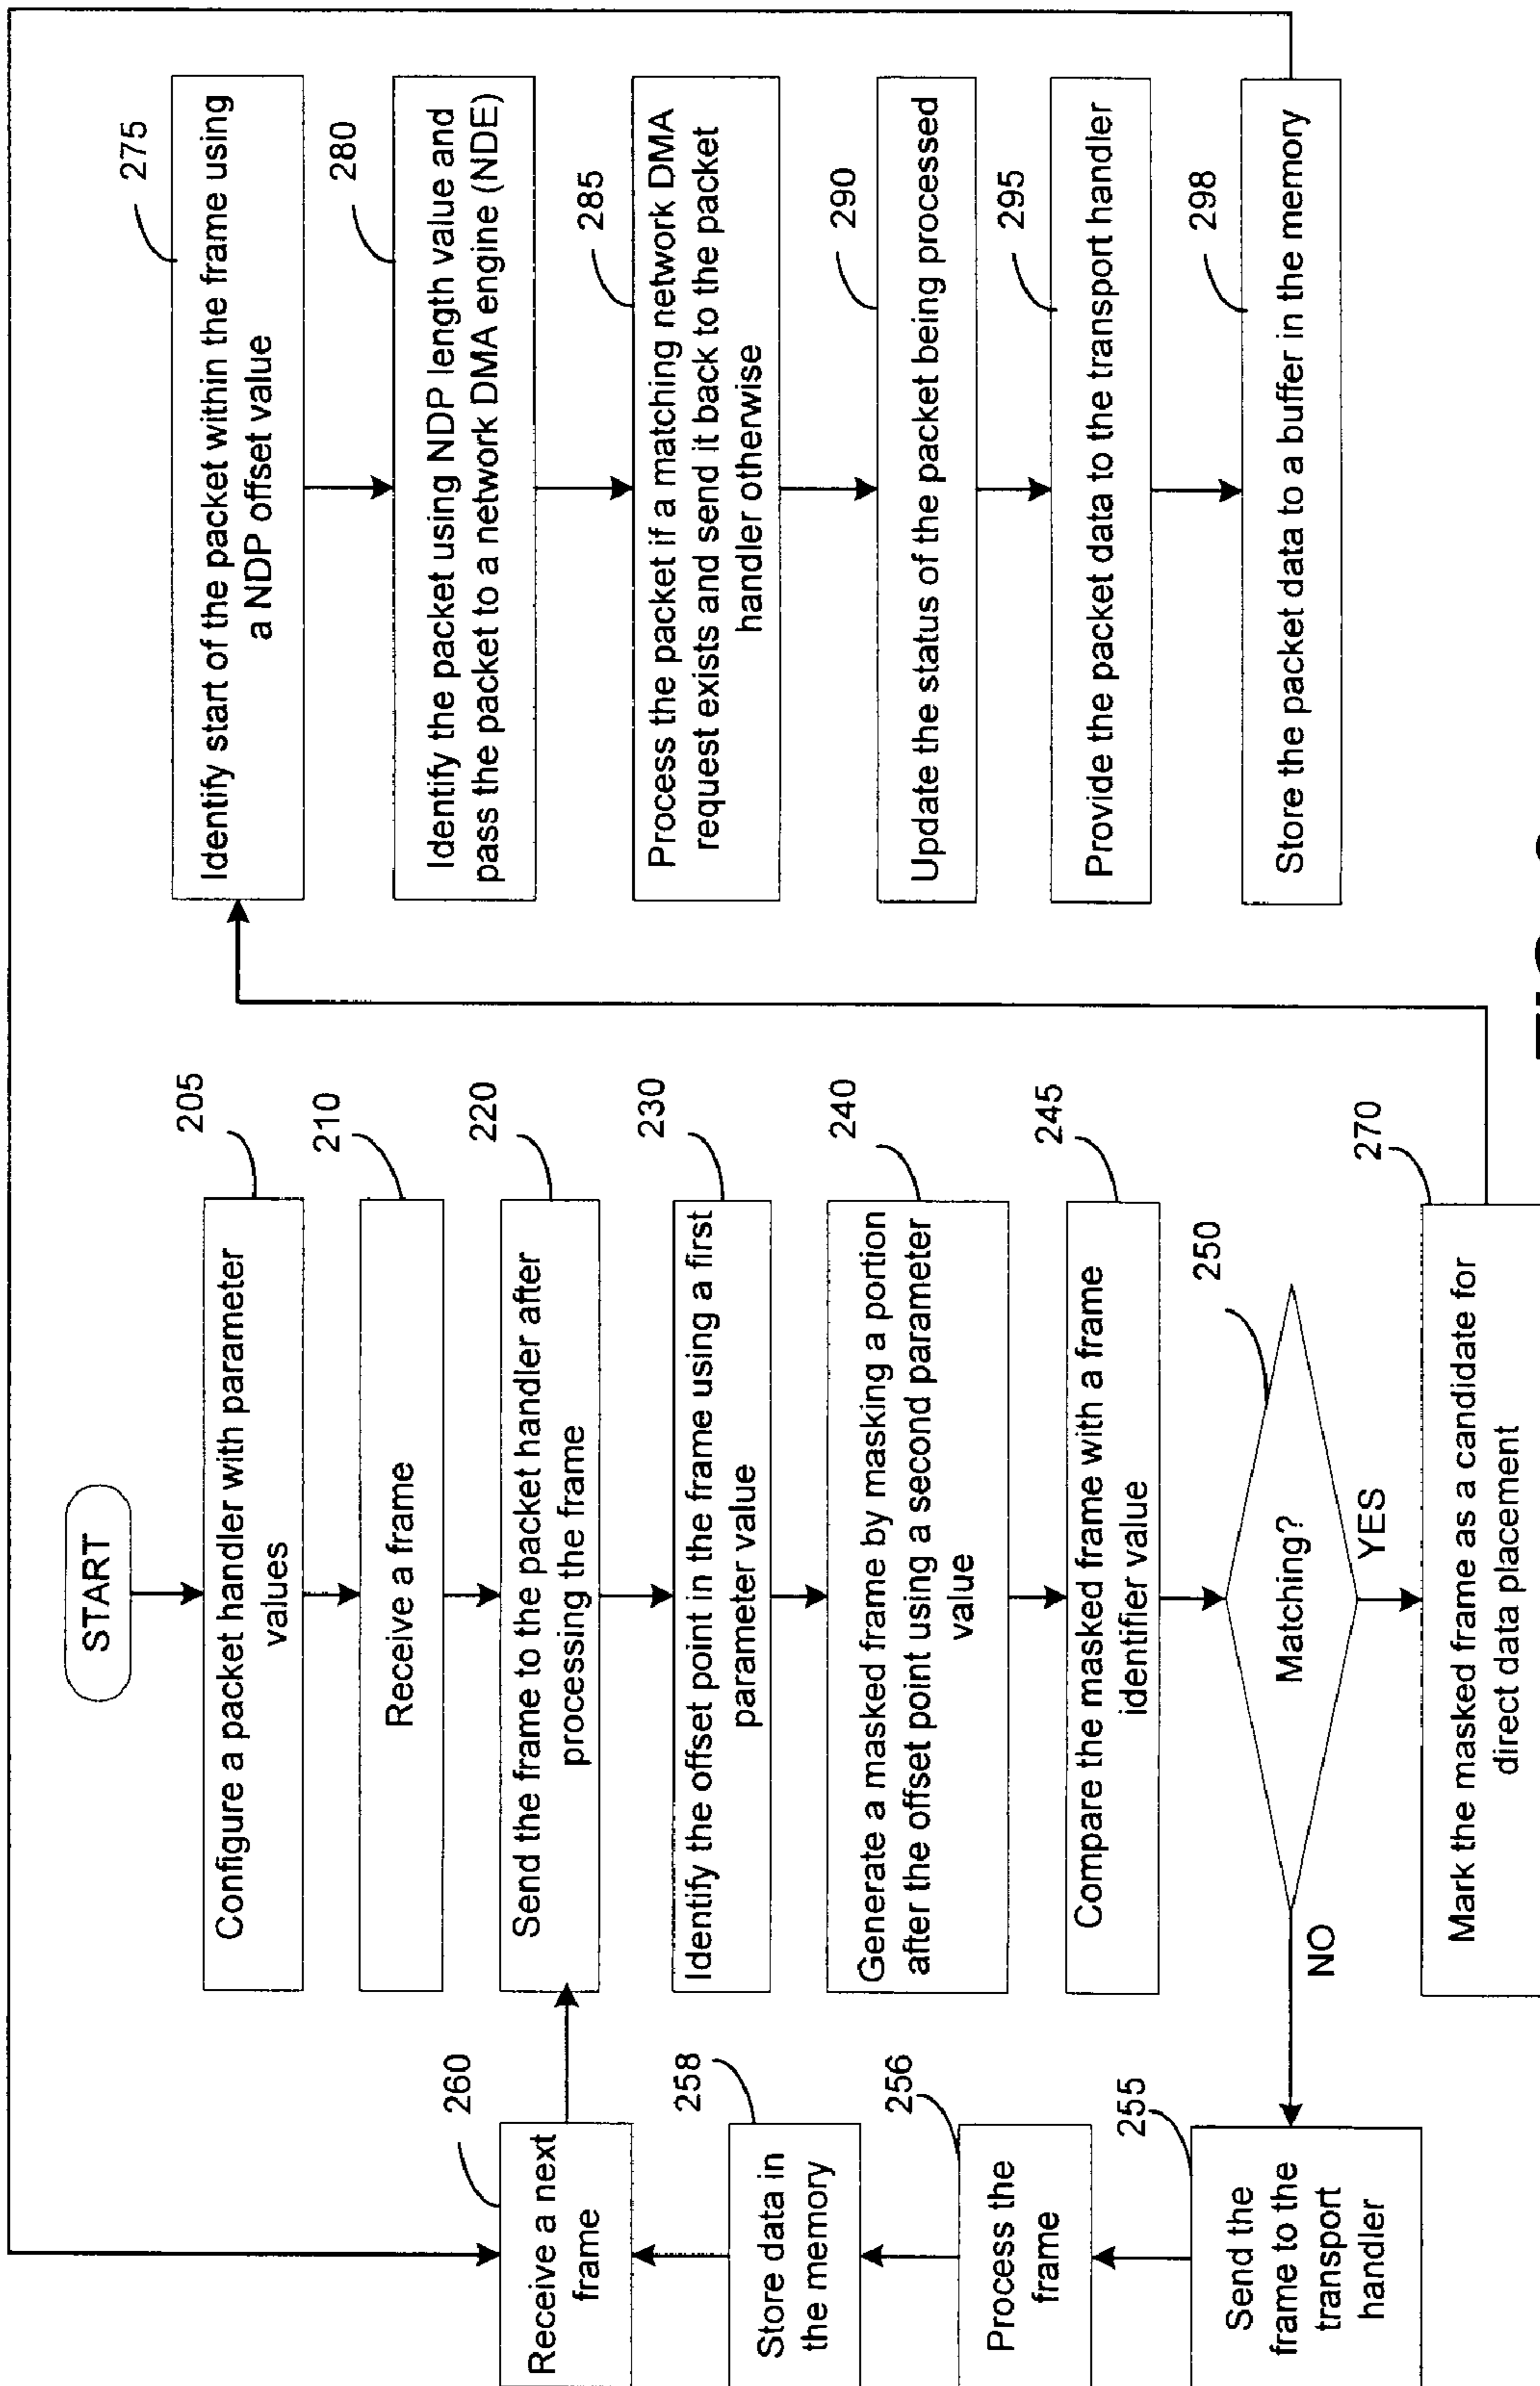 START
205
Configure a packet handler with parameter
values
210
Receive a frame
220
Send the frame to the packet handler after
processing the frame
230
Identify the offset point in the frame using a first
parameter value
240
Generate a masked frame by masking a portion
after the offset point using a second parameter
value
245
Compare the masked frame with a frame
identifier value
250
Matching?
NO
YES
255
Send the
frame to the
transport
handler
256
Process the
frame
258
Store data in
the memory
260
Receive a next
frame
270
Mark the masked frame as a candidate for
direct data placement
275
Identify start of the packet within the frame using
a NDP offset value
280
Identify the packet using NDP length value and
pass the packet to a network DMA engine (NDE)
285
Process the packet if a matching network DMA
request exists and send it back to the packet
handler otherwise
290
Update the status of the packet being processed
295
Provide the packet data to the transport handler
298
Store the packet data to a buffer in the memory